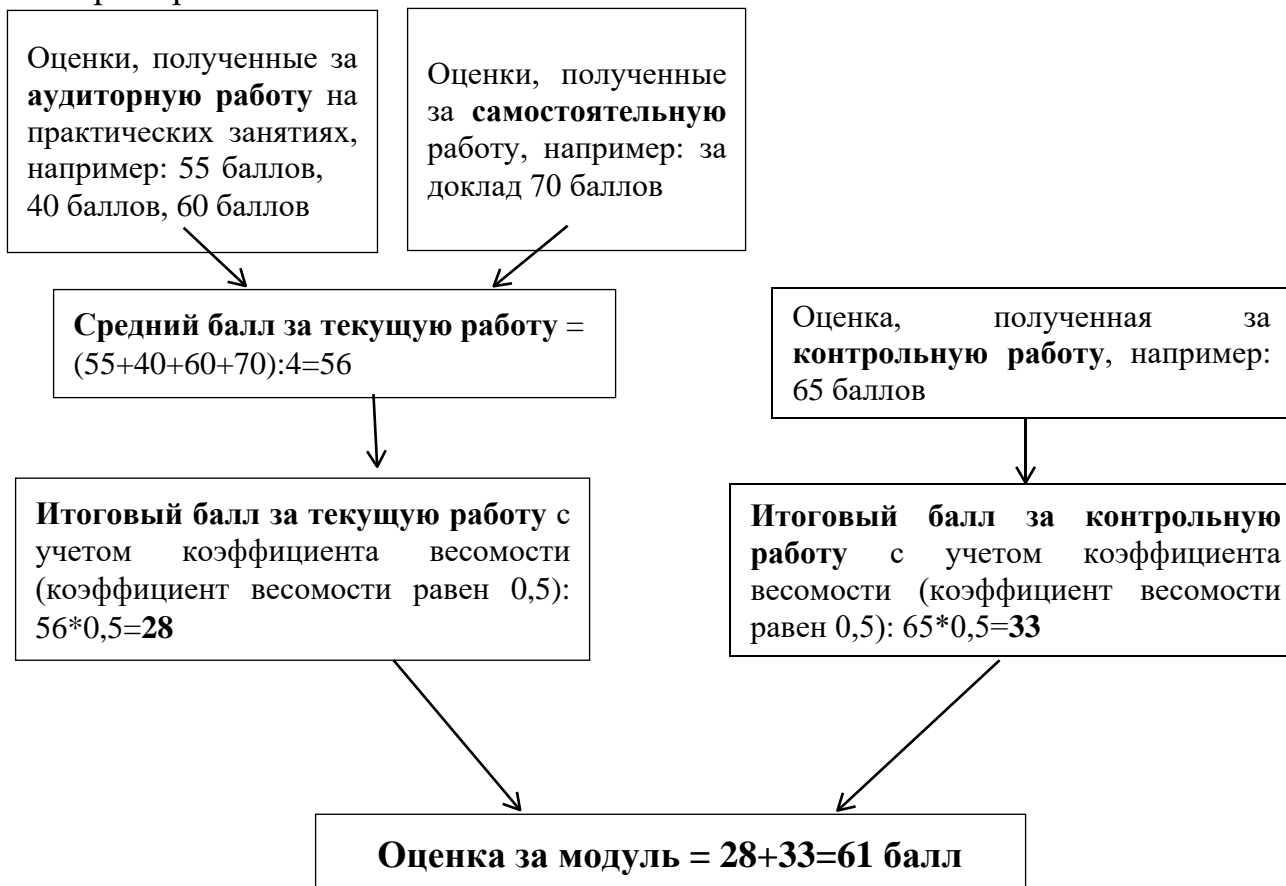 Оценки, полученные за
аудиторную работу на
практических занятиях,
например: 55 баллов,
40 баллов, 60 баллов
Оценки, полученные
за самостоятельную
работу, например: за
доклад 70 баллов
Средний балл за текущую работу =
(55+40+60+70):4=56
Оценка, полученная за
контрольную работу, например:
65 баллов
Итоговый балл за текущую работу с
учетом коэффициента весомости
(коэффициент весомости равен 0,5):
56*0,5=28
Итоговый балл за контрольную
работу с учетом коэффициента
весомости (коэффициент весомости
равен 0,5): 65*0,5=33
Оценка за модуль = 28+33=61 балл